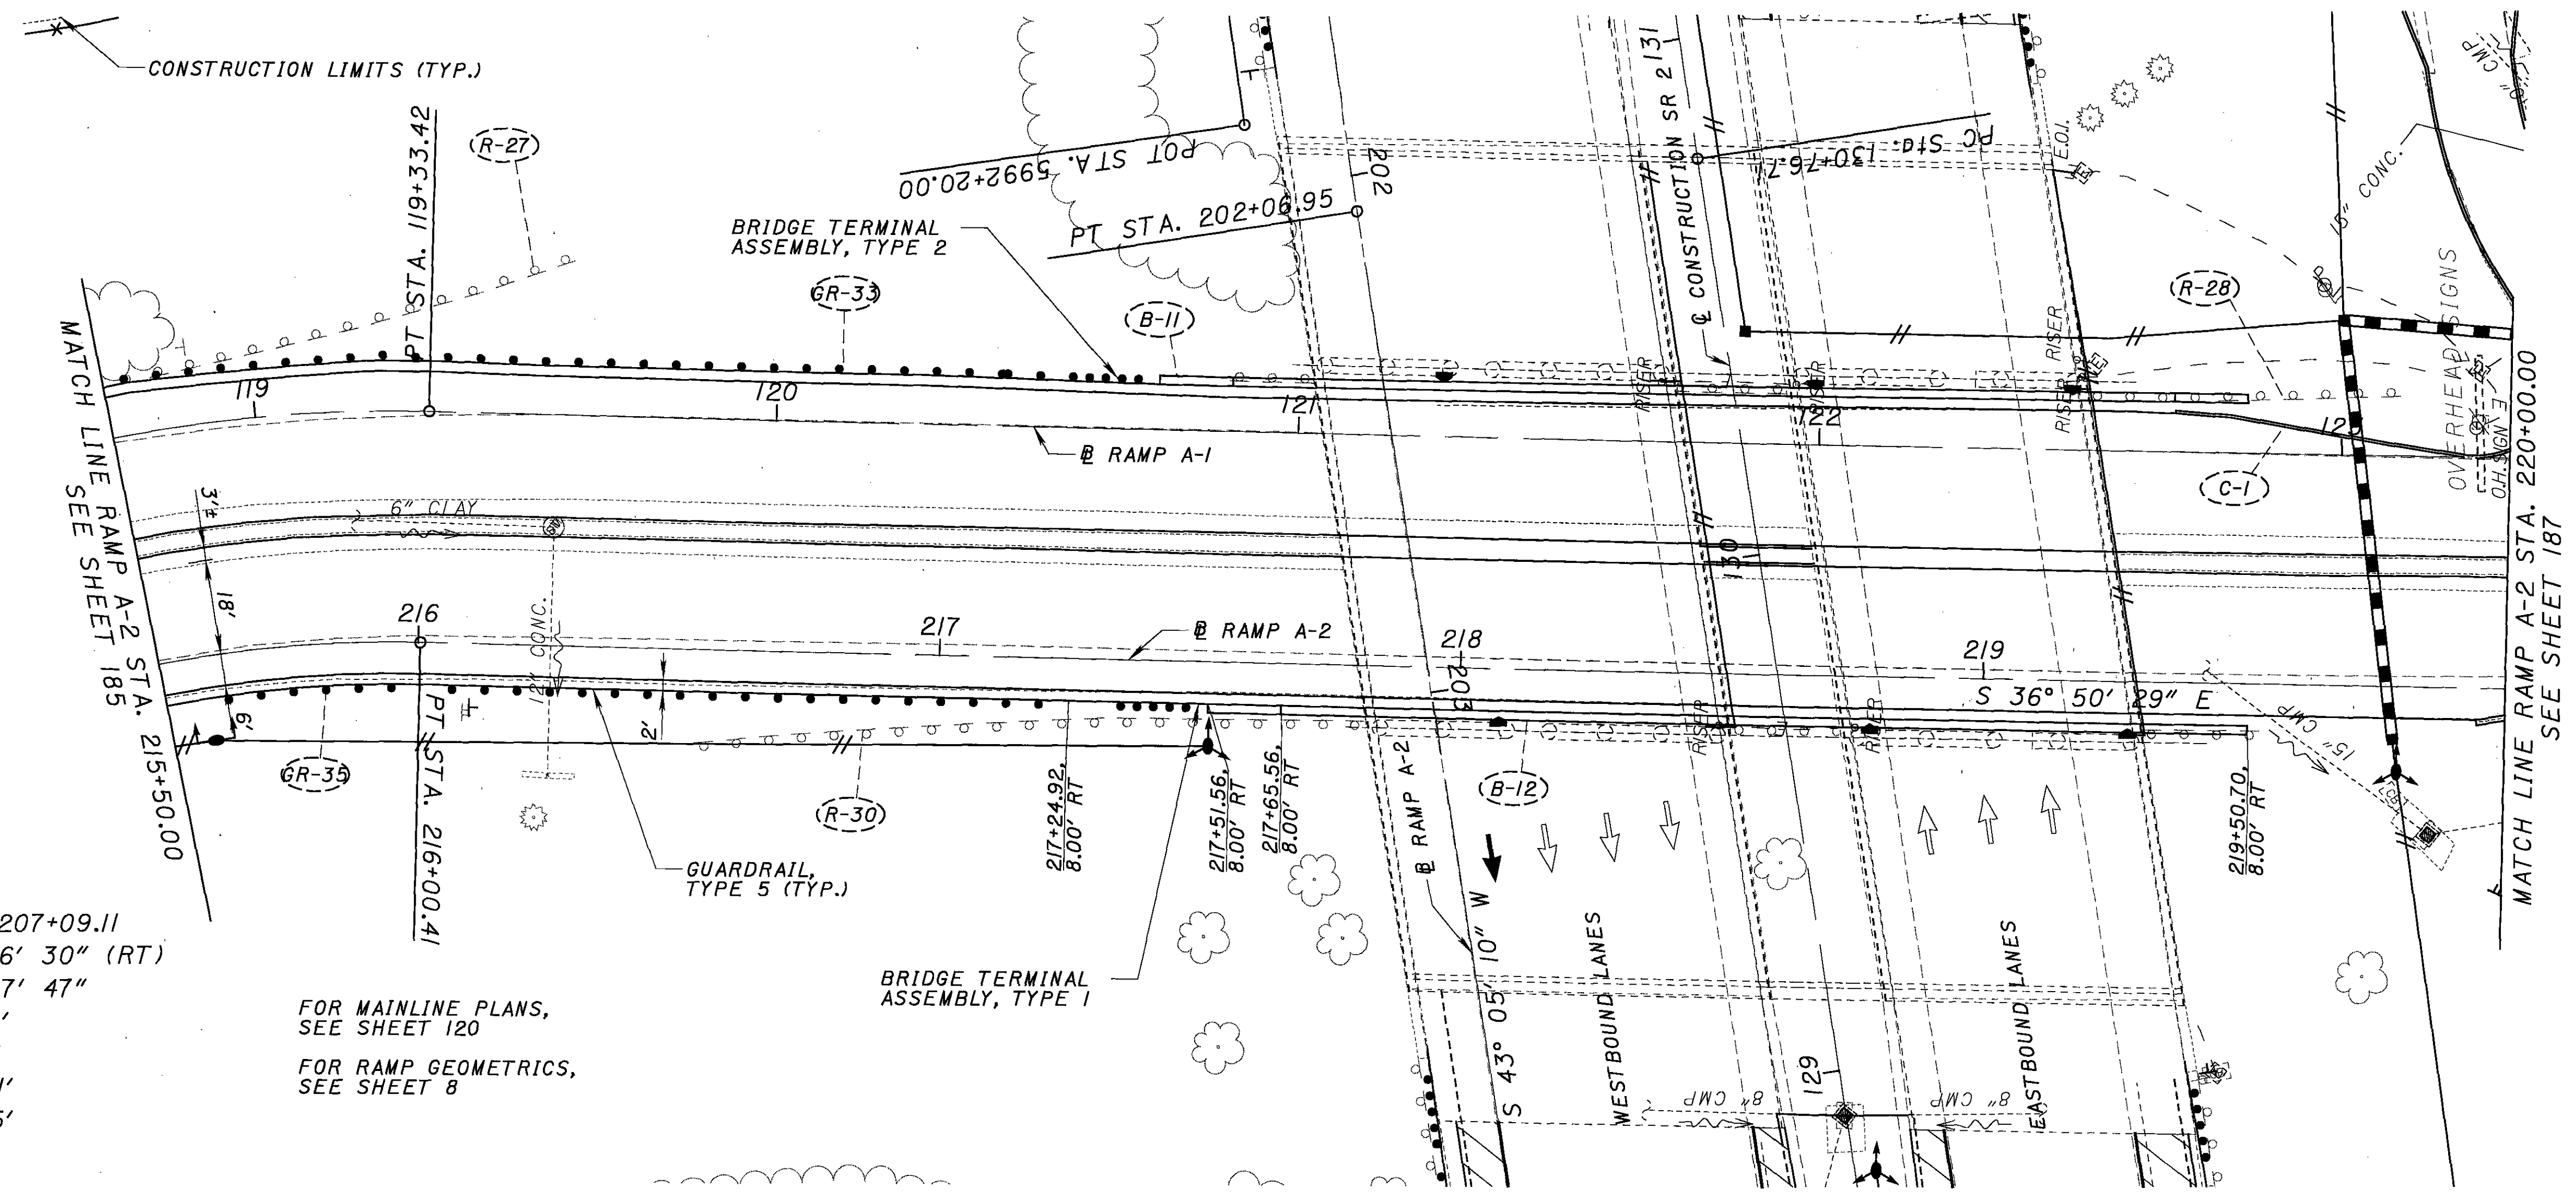 CONSTRUCTION LIMITS (TYP.)
R-27
PT STA. 119+33.42
POT STA. 5992+20.00
PT STA. 202+06.95
BRIDGE TERMINAL
ASSEMBLY, TYPE 2
GR-33
B-11
202
131
℄ CONSTRUCTION SR 2
PC Sta. 130+76.7
E.O.I.
CMP
15" CONC.
OVERHEAD SIGNS
O.H. SIGN
R-28
C-1
RISER
RISER
RISER
RISER
119
120
121
122
℄ RAMP A-1
MATCH LINE RAMP A-2 STA. 215+50.00
SEE SHEET 185
3'±
6" CLAY
18'
12" CONC.
6'
2'
216
217
218
219
℄ RAMP A-2
130
203
S 36° 50' 29" E
PT STA. 216+00.41
GR-35
R-30
B-12
RISER
RISER
15" CMP
217+24.92,
8.00' RT
217+51.56,
8.00' RT
217+65.56,
8.00' RT
219+50.70,
8.00' RT
GUARDRAIL,
TYPE 5 (TYP.)
BRIDGE TERMINAL
ASSEMBLY, TYPE 1
℄ RAMP A-2
S 43° 05' 10" W
WESTBOUND LANES
EASTBOUND LANES
129
8" CMP
8" CMP
MATCH LINE RAMP A-2 STA. 220+00.00
SEE SHEET 187
207+09.11
6' 30" (RT)
7' 47"
FOR MAINLINE PLANS,
SEE SHEET 120
FOR RAMP GEOMETRICS,
SEE SHEET 8